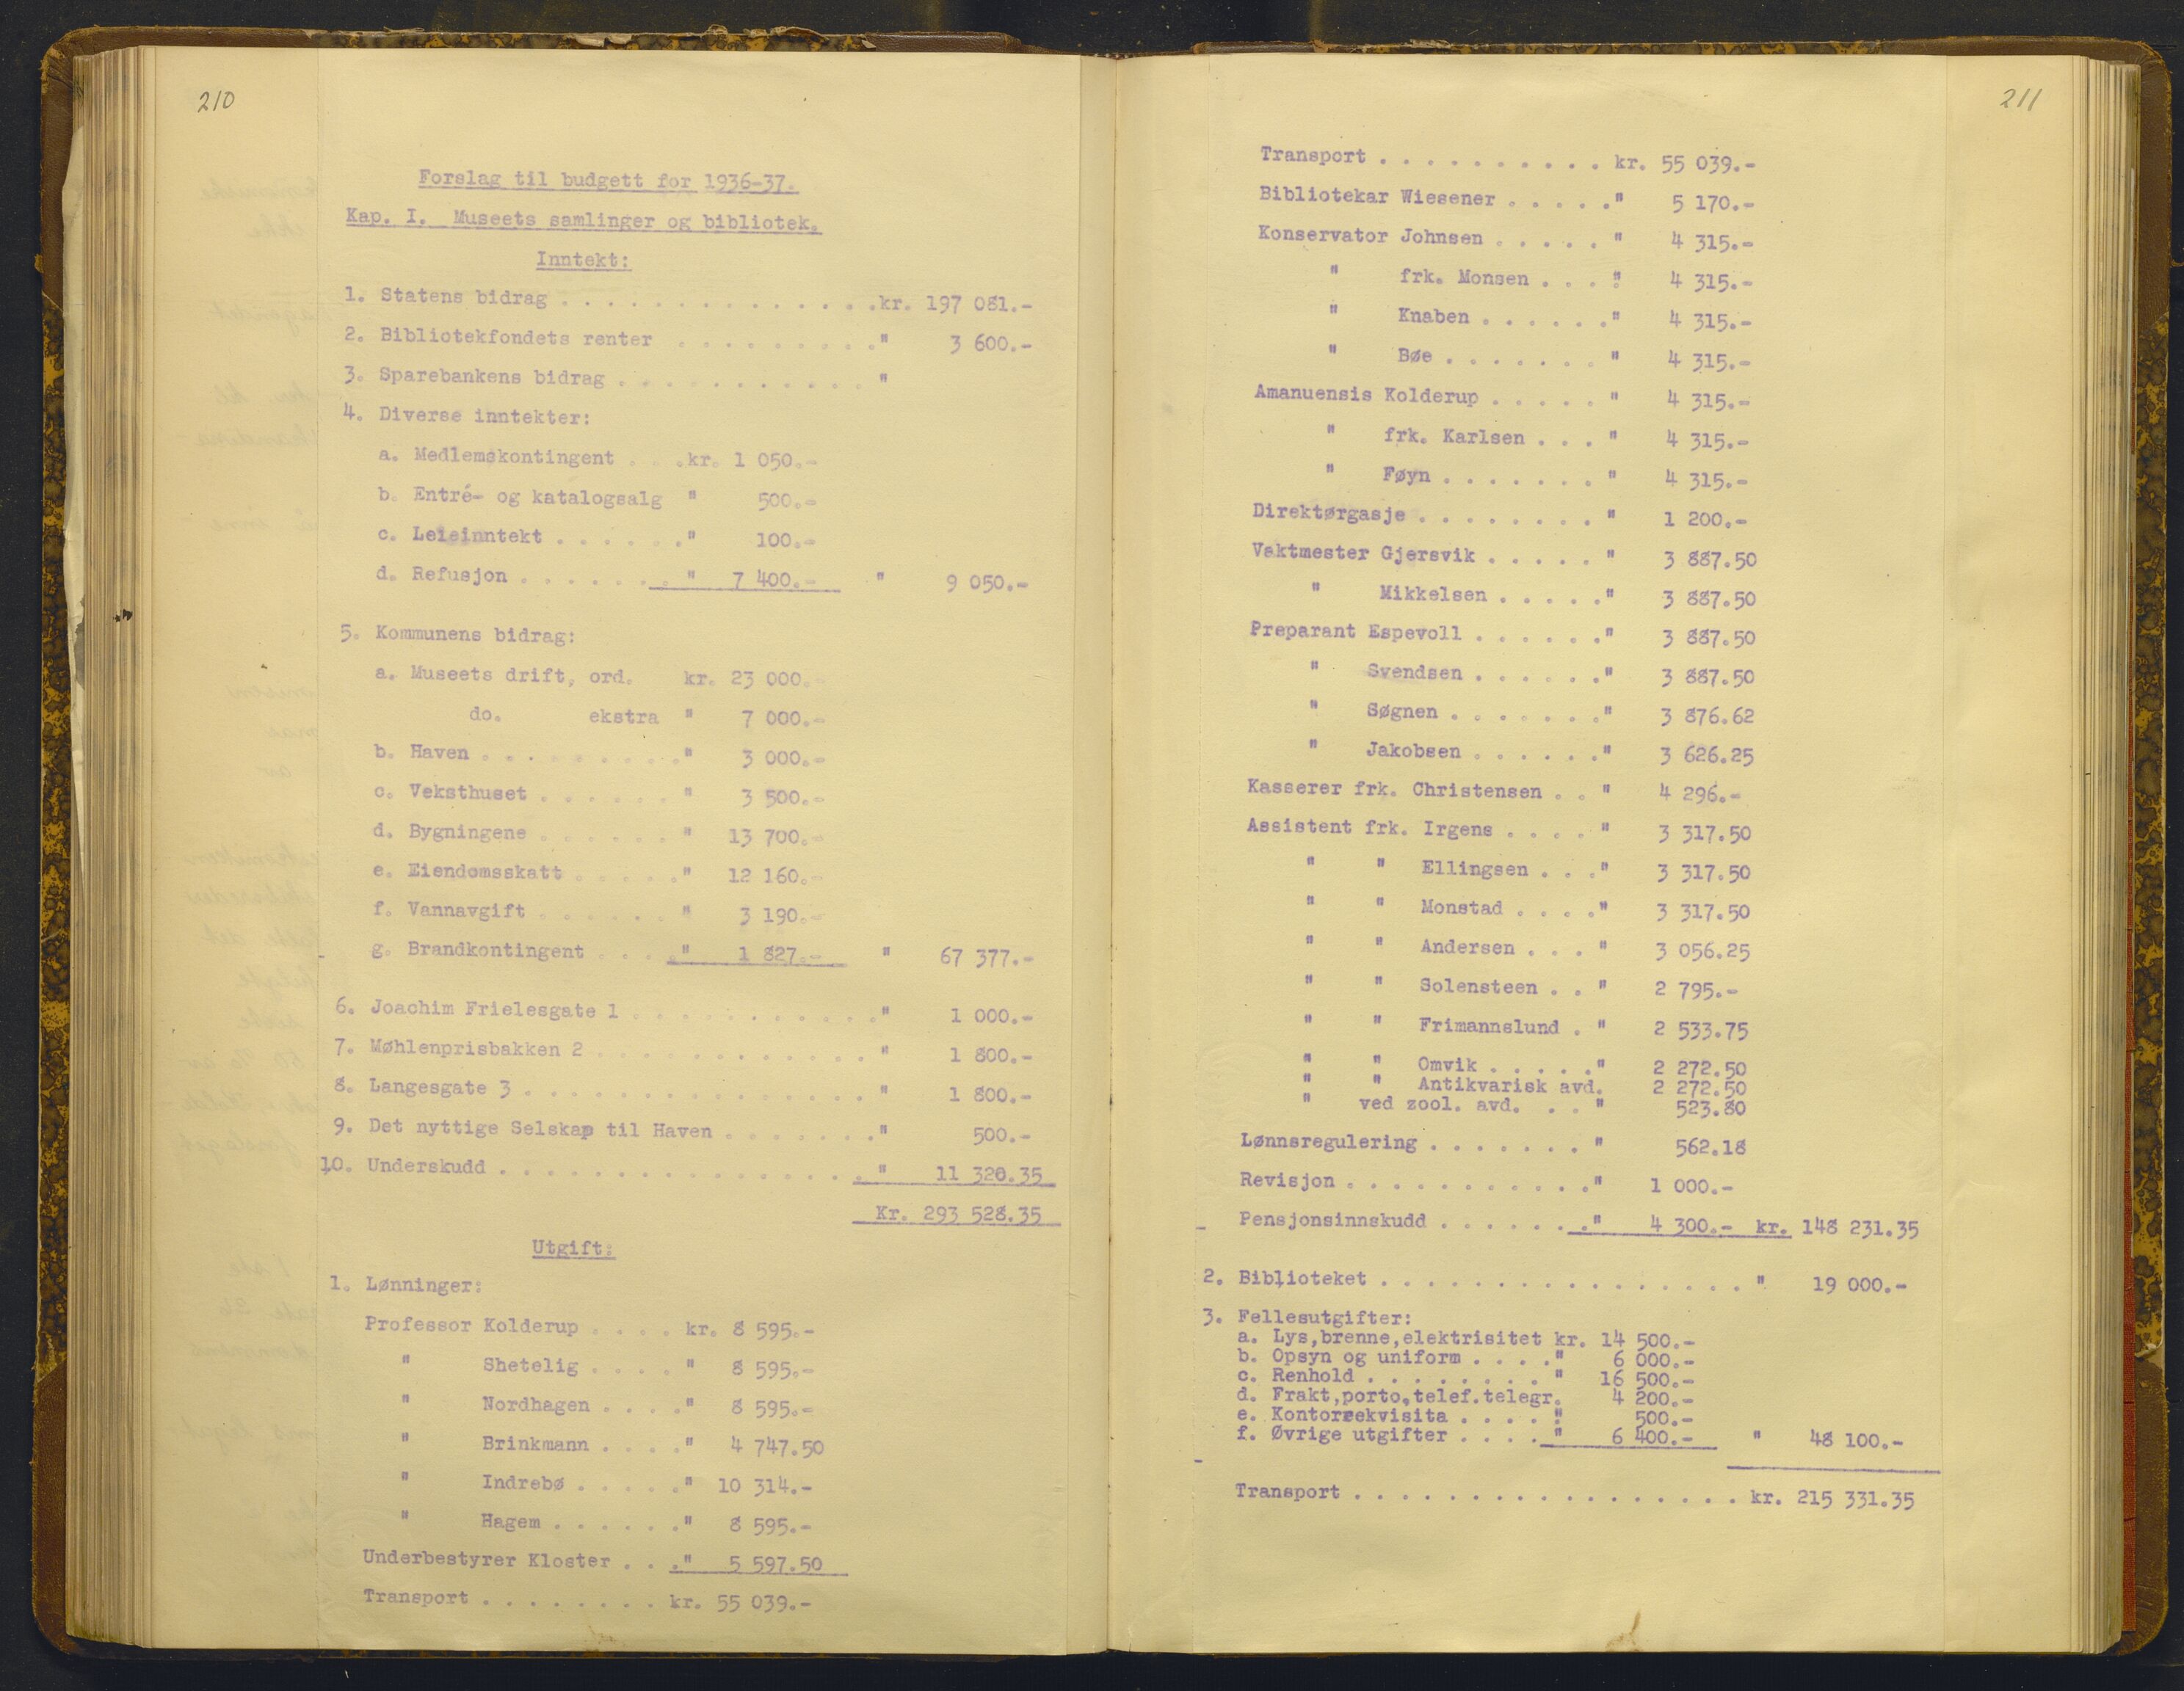 210
Forslag til budgett for 1936-37.
Kap. I. Museets samlinger og bibliotek.
Inntekt:
1. Statens bidrag . . . . . . . . . . . . . . .kr. 197 081.-
2. Bibliotekfondets renter . . . . . . . . . ." 3 600.-
3. Sparebankens bidrag . . . . . . . . . . . . "
4. Diverse inntekter:
a. Medlemskontingent . . .kr. 1 050.-
b. Entré- og katalogsalg " 500.-
c. Leieinntekt . . . . . ." 100.-
d. Refusjon . . . . . . . . " 7 400.- " 9 050.-
5. Kommunens bidrag:
a. Museets drift, ord. kr. 23 000.-
do. ekstra " 7 000.-
b. Haven . . . . . . . . . ." 3 000.-
c. Veksthuset . . . . . . " 3 500.-
d. Bygningene . . . . . . " 13 700.-
e. Eiendomsskatt . . . . ." 12 160.-
f. Vannavgift . . . . . . " 3 190.-
g. Brandkontingent . . . ." 1 827.- " 67 377.-
6. Joachim Frielesgate 1 . . . . . . . . . . . ." 1 000.-
7. Møhlenprisbakken 2 . . . . . . . . . . . . . " 1 800.-
8. Langesgate 3 . . . . . . . . . . . . . . . . " 1 800.-
9. Det nyttige Selskap til Haven . . . . . . . ." 500.-
10. Underskudd . . . . . . . . . . . . . . . . . " 11 320.35
Kr. 293 528.35
Utgift:
1. Lønninger:
Professor Kolderup . . . . kr. 8 595.-
" Shetelig . . . . " 8 595.-
" Nordhagen . . . ." 8 595.-
" Brinkmann . . . ." 4 747.50
" Indrebø . . . . ." 10 314.-
" Hagem . . . . . ." 8 595.-
Underbestyrer Kloster . . ." 5 597.50
Transport . . . . . . . . kr. 55 039.-
211
Transport . . . . . . . . . . kr. 55 039.-
Bibliotekar Wiesener . . . . ." 5 170.-
Konservator Johnsen . . . . . " 4 315.-
" frk. Monsen . . . " 4 315.-
" Knaben . . . . . ." 4 315.-
" Bøe . . . . . . . " 4 315.-
Amanuensis Kolderup . . . . . " 4 315.-
" frk. Karlsen . . . " 4 315.-
" Føyn . . . . . . . " 4 315.-
Direktørgasje . . . . . . . . " 1 200.-
Vaktmester Gjersvik . . . . . " 3 887.50
" Mikkelsen . . . . ." 3 887.50
Preparant Espevoll . . . . . ." 3 887.50
" Svendsen . . . . . ." 3 887.50
" Søgnen . . . . . . ." 3 876.62
" Jakobsen . . . . . ." 3 626.25
Kasserer frk. Christensen . . " 4 296.-
Assistent frk. Irgens . . . . " 3 317.50
" " Ellingsen . . ." 3 317.50
" " Monstad . . . ." 3 317.50
" " Andersen . . . " 3 056.25
" " Solensteen . . " 2 795.-
" " Frimannslund . " 2 533.75
" " Omvik . . . . ." 2 272.50
" " Antikvarisk avd. 2 272.50
" ved zool. avd. . . " 523.80
Lønnsregulering . . . . . . . " 562.18
Revisjon . . . . . . . . . . ." 1 000.-
Pensjonsinnskudd . . . . . . ." 4 300.- kr. 148 231.35
2. Biblioteket . . . . . . . . . . . . . . . . . " 19 000.-
3. Fellesutgifter:
a. Lys,brenne,elektrisitet kr. 14 500.-
b. Opsyn og uniform . . . ." 6 000.-
c. Renhold . . . . . . . . " 16 500.-
d. Frakt,porto,telef.telegr. 4 200.-
e. Kontorrekvisita . . . . " 500.-
f. Øvrige utgifter . . . . " 6 400.- " 48 100.-
Transport . . . . . . . . . . . . . . . . . . kr. 215 331.35